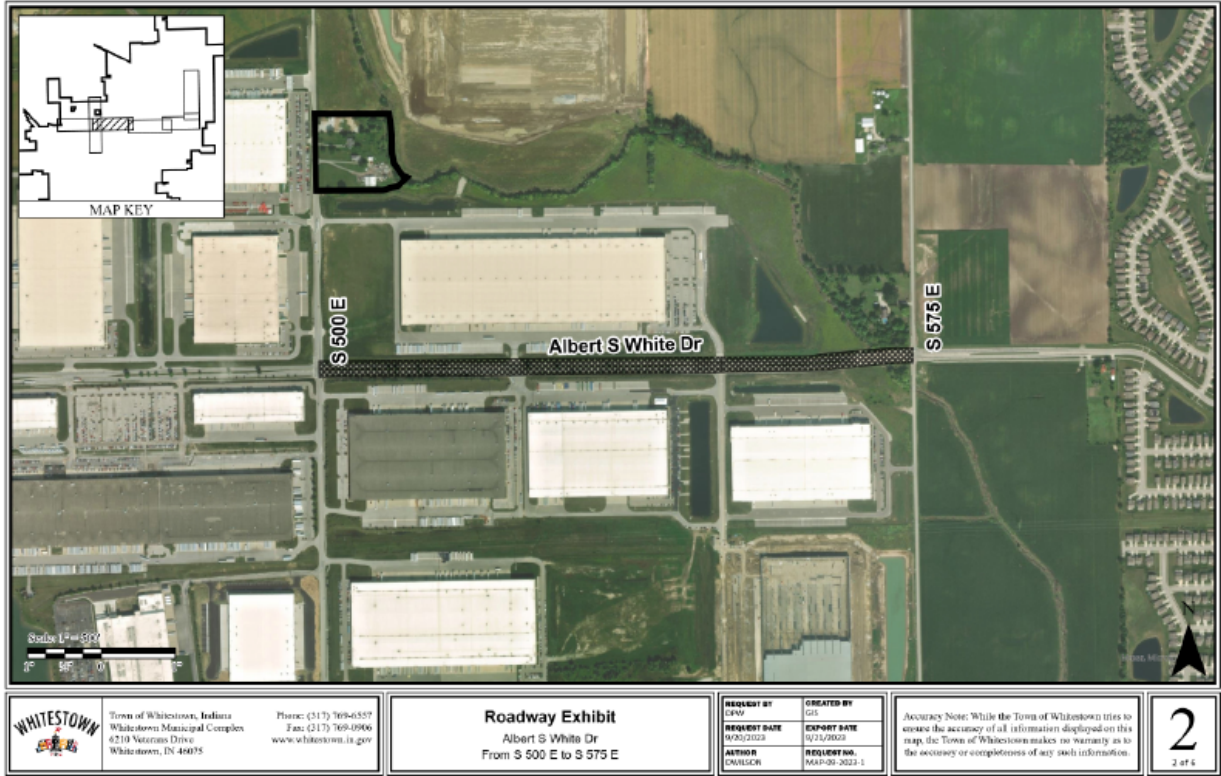 MAP KEY
S 500 E
Albert S White Dr
S 575 E
Scale: 1" = 500'
N
WHITESTOWN
Town of Whitestown, Indiana
Whitestown Municipal Complex
6210 Veterans Drive
Whitestown, IN 46075
Phone: (317) 769-6557
Fax: (317) 769-0906
www.whitestown.in.gov
Roadway Exhibit
Albert S White Dr
From S 500 E to S 575 E
REQUEST BY
DPW
CREATED BY
GIS
REQUEST DATE
9/20/2023
EXPORT DATE
9/21/2023
AUTHOR
DWILSON
REQUEST NO.
MAP-09-2023-1
Accuracy Note: While the Town of Whitestown tries to
ensure the accuracy of all information displayed on this
map, the Town of Whitestown makes no warranty as to
the accuracy or completeness of any such information.
2
2 of 6